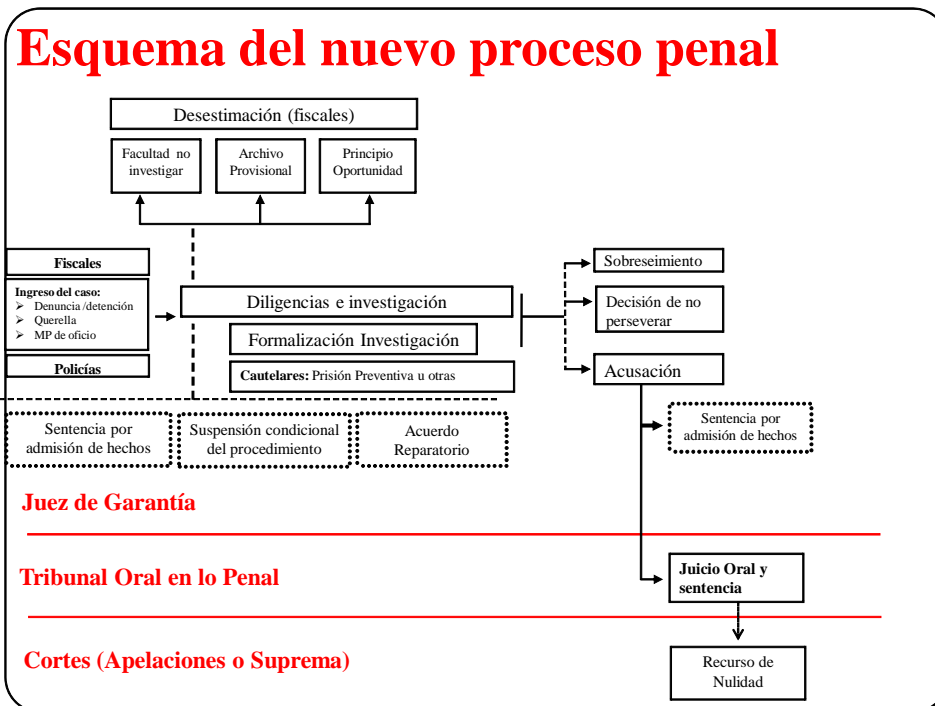 Esquema del nuevo proceso penal
Desestimación (fiscales)
Facultad no
investigar
Archivo
Provisional
Principio
Oportunidad
Fiscales
Ingreso del caso:
➢ Denuncia /detención
➢ Querella
➢ MP de oficio
Policías
Diligencias e investigación
Formalización Investigación
Cautelares: Prisión Preventiva u otras
Sobreseimiento
Decisión de no
perseverar
Acusación
Sentencia por
admisión de hechos
Suspensión condicional
del procedimiento
Acuerdo
Reparatorio
Sentencia por
admisión de hechos
Juez de Garantía
Tribunal Oral en lo Penal
Juicio Oral y
sentencia
Cortes (Apelaciones o Suprema)
Recurso de
Nulidad